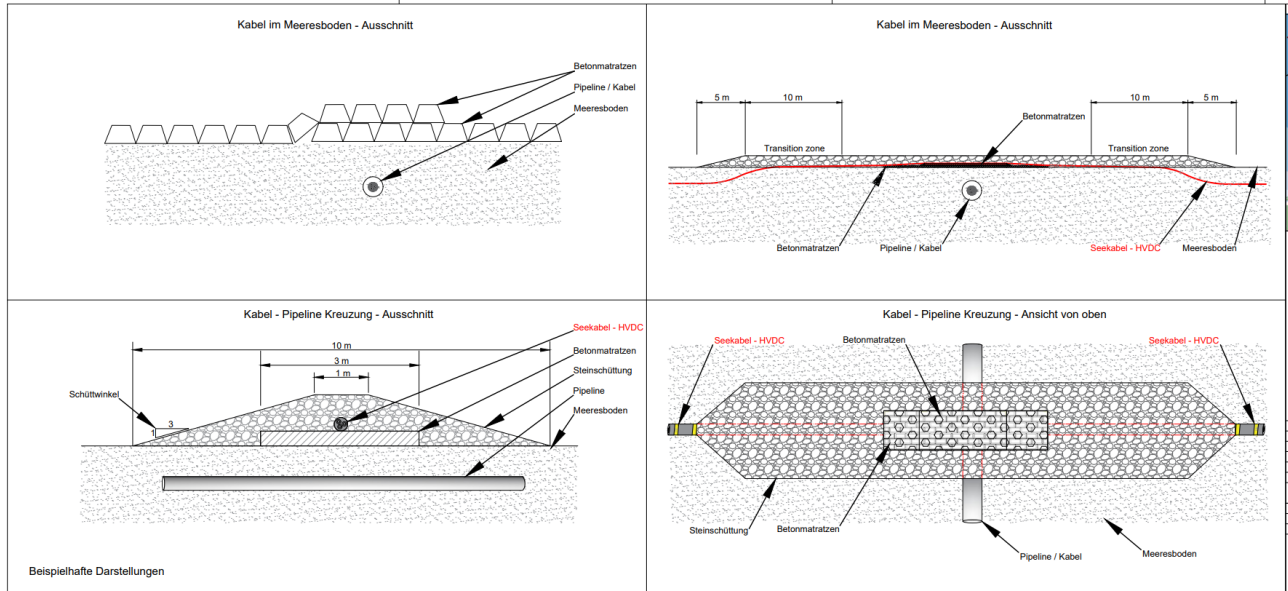 Kabel im Meeresboden - Ausschnitt
Betonmatratzen
Pipeline / Kabel
Meeresboden
Kabel im Meeresboden - Ausschnitt
5 m
10 m
10 m
5 m
Betonmatratzen
Transition zone
Transition zone
Betonmatratzen
Pipeline / Kabel
Seekabel - HVDC
Meeresboden
Kabel - Pipeline Kreuzung - Ausschnitt
Seekabel - HVDC
10 m
Betonmatratzen
3 m
Steinschüttung
1 m
Pipeline
Schüttwinkel
Meeresboden
3
1
Beispielhafte Darstellungen
Kabel - Pipeline Kreuzung - Ansicht von oben
Seekabel - HVDC
Betonmatratzen
Seekabel - HVDC
Steinschüttung
Betonmatratzen
Pipeline / Kabel
Meeresboden